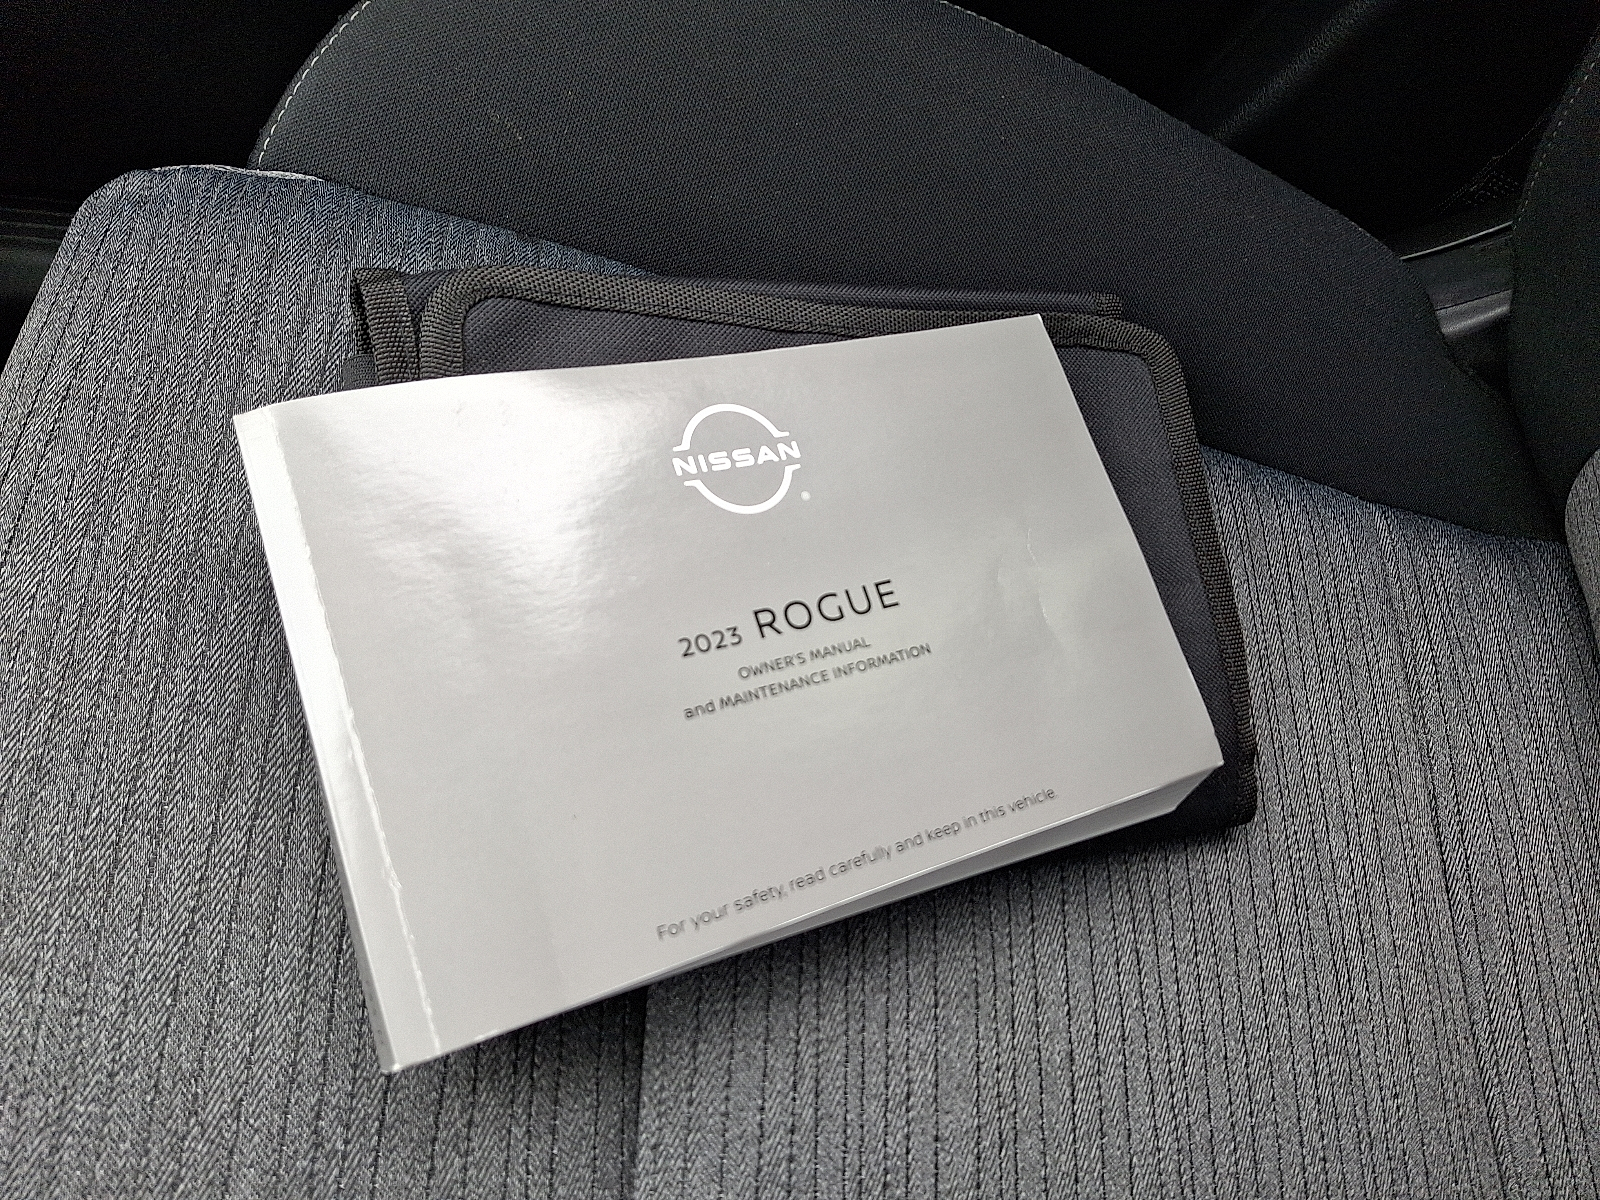 NISSAN
2023 ROGUE
OWNER'S MANUAL
and MAINTENANCE INFORMATION
For your safety, read carefully and keep in this vehicle.